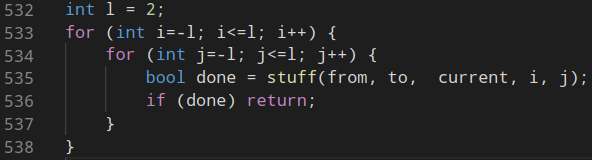 532 int l = 2;
533 for (int i=-l; i<=l; i++) {
534 for (int j=-l; j<=l; j++) {
535 bool done = stuff(from, to,  current, i, j);
536 if (done) return;
537 }
538 }